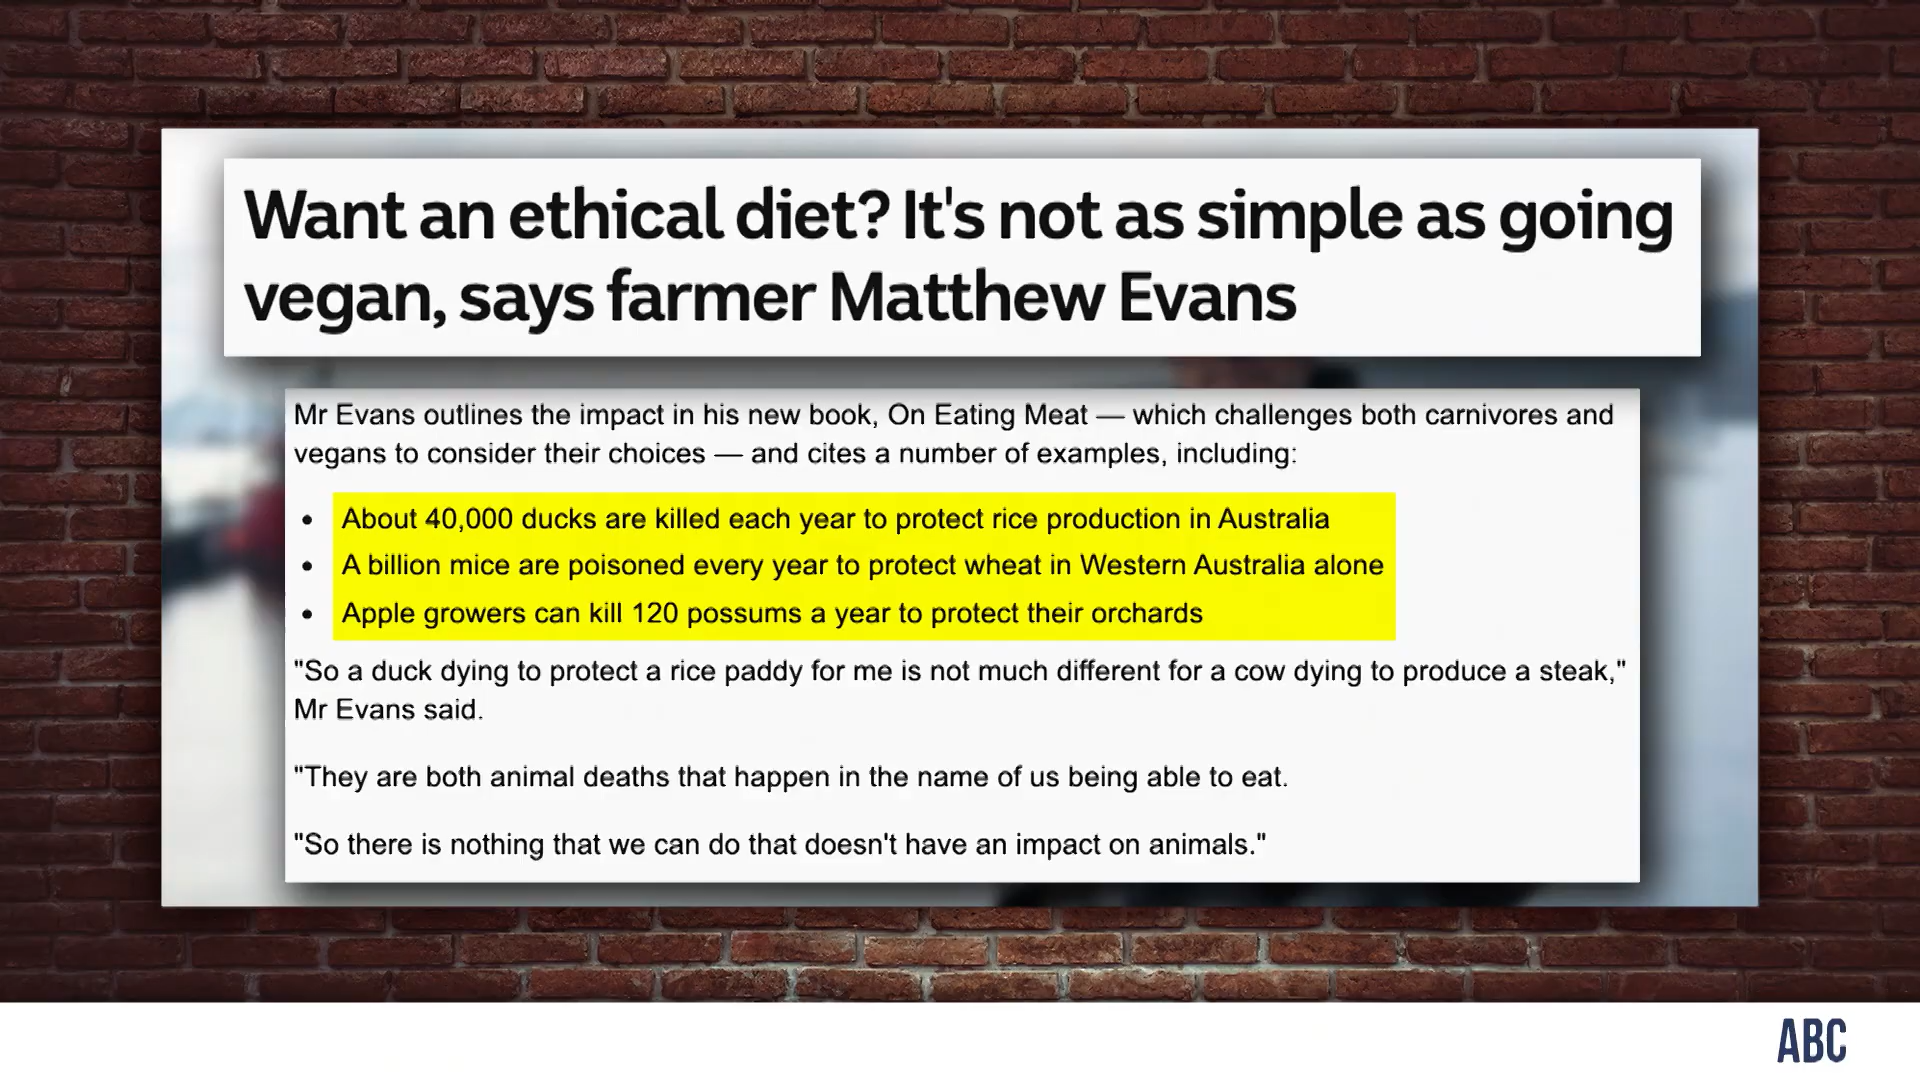 Want an ethical diet? It's not as simple as going
vegan, says farmer Matthew Evans
Mr Evans outlines the impact in his new book, On Eating Meat — which challenges both carnivores and
vegans to consider their choices — and cites a number of examples, including:
• About 40,000 ducks are killed each year to protect rice production in Australia
• A billion mice are poisoned every year to protect wheat in Western Australia alone
• Apple growers can kill 120 possums a year to protect their orchards
"So a duck dying to protect a rice paddy for me is not much different for a cow dying to produce a steak,"
Mr Evans said.
"They are both animal deaths that happen in the name of us being able to eat.
"So there is nothing that we can do that doesn't have an impact on animals."
ABC